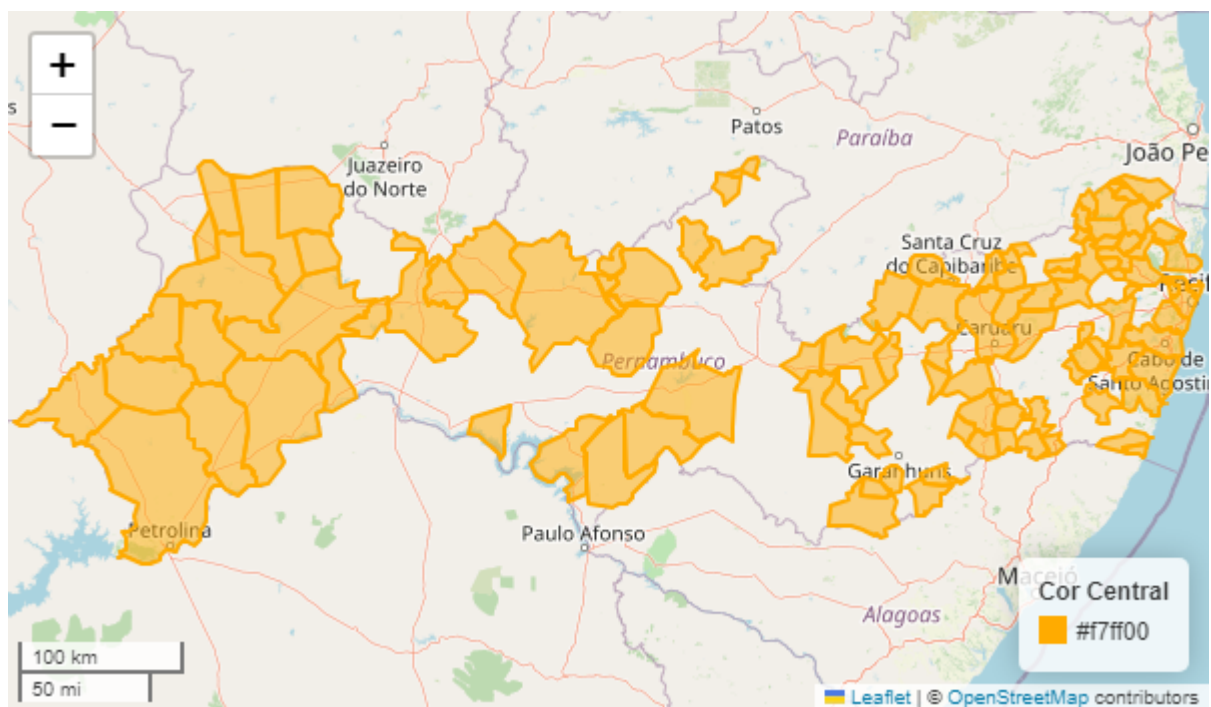 +
−
s
Patos
Paraíba
João Pe
Juazeiro
do Norte
Santa Cruz
do Capibaribe
Recif
Caruaru
Pernambuco
Cabo de
Santo Agostin
Garanhuns
Petrolina
Paulo Afonso
Maceió
Alagoas
Cor Central
#f7ff00
100 km
50 mi
Leaflet | © OpenStreetMap contributors